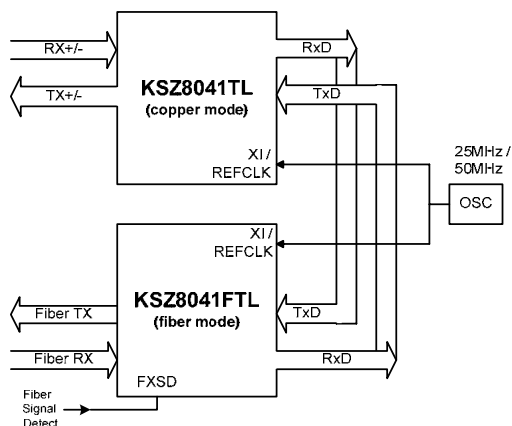 RX+/-
RxD
TX+/-
KSZ8041TL
(copper mode)
TxD
XI /
REFCLK
25MHz /
50MHz
OSC
XI /
REFCLK
KSZ8041FTL
(fiber mode)
Fiber TX
TxD
Fiber RX
RxD
FXSD
Fiber
Signal
Detect